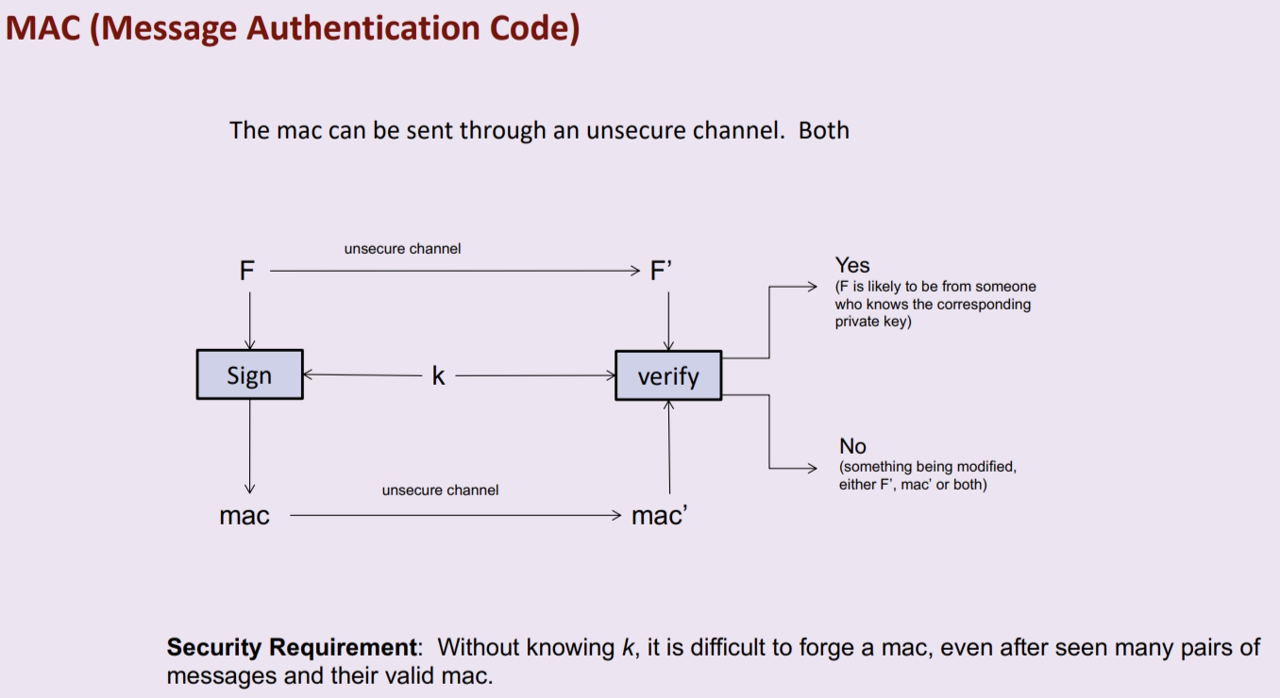 MAC (Message Authentication Code)
The mac can be sent through an unsecure channel.  Both
unsecure channel
F
F’
Yes
(F is likely to be from someone
who knows the corresponding
private key)
Sign
k
verify
No
(something being modified,
either F', mac' or both)
unsecure channel
mac
mac’
Security Requirement:  Without knowing k, it is difficult to forge a mac, even after seen many pairs of
messages and their valid mac.